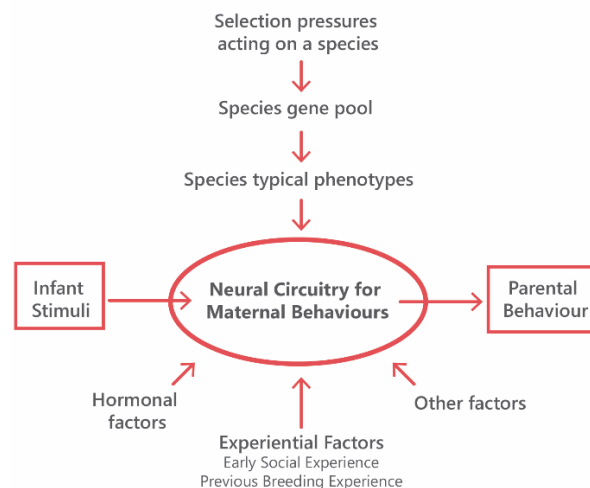 Selection pressures
acting on a species
Species gene pool
Species typical phenotypes
Infant
Stimuli
Neural Circuitry for
Maternal Behaviours
Parental
Behaviour
Hormonal
factors
Other factors
Experiential Factors
Early Social Experience
Previous Breeding Experience